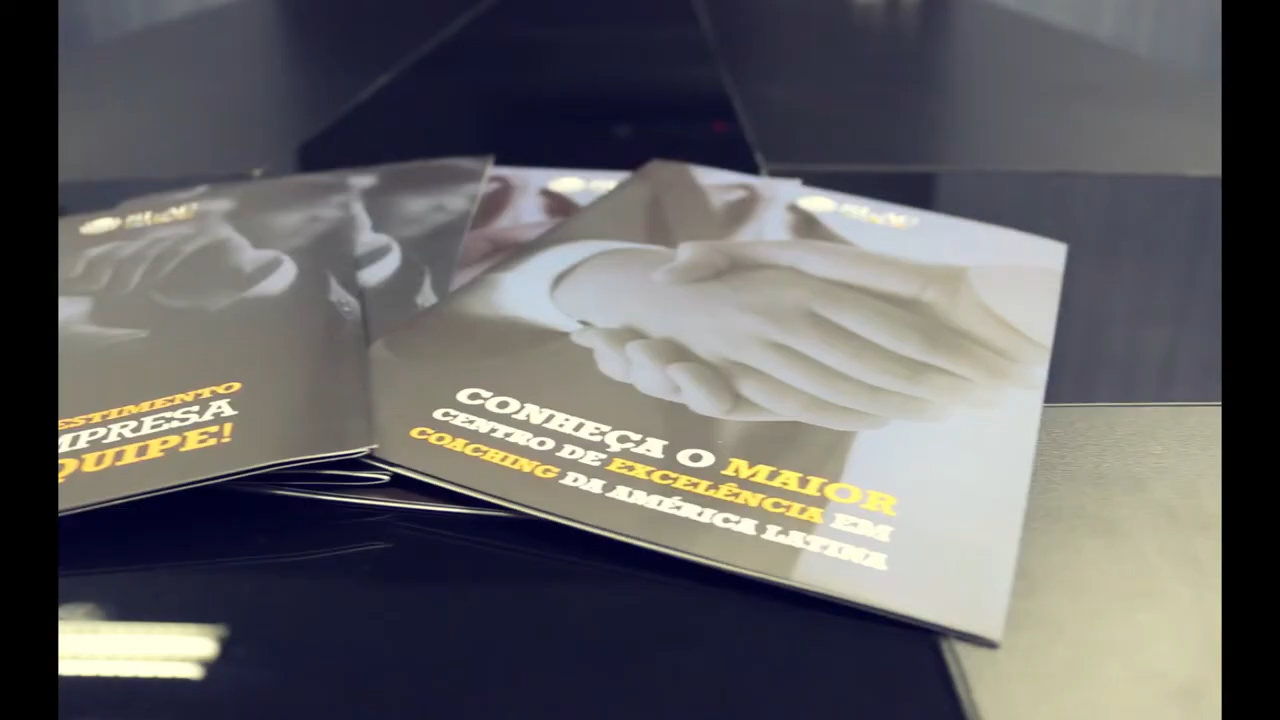 CONHEÇA O MAIOR
CENTRO DE EXCELÊNCIA EM
COACHING DA AMÉRICA LATINA
ESTIMENTO
MPRESA
QUIPE!